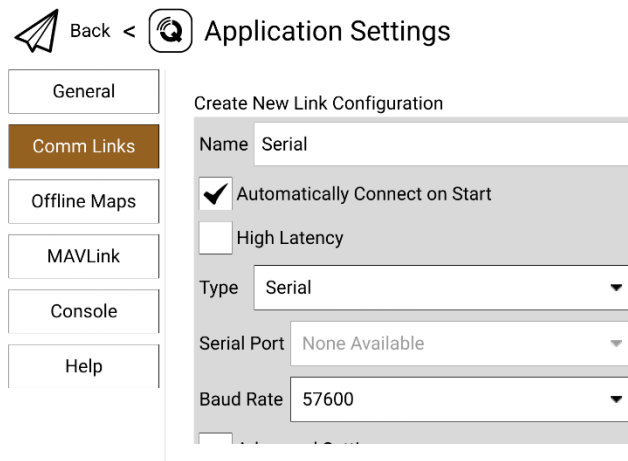 Back < Application Settings
General
Comm Links
Offline Maps
MAVLink
Console
Help
Create New Link Configuration
Name Serial
Automatically Connect on Start
High Latency
Type Serial
Serial Port None Available
Baud Rate 57600